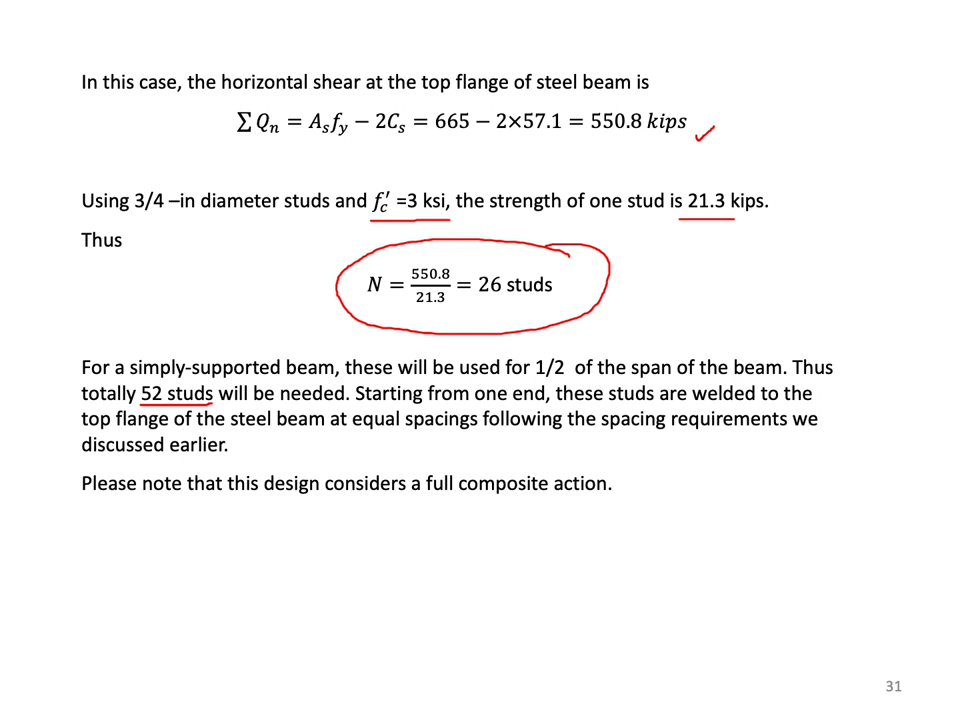 In this case, the horizontal shear at the top flange of steel beam is
∑ Qₙ = Aₛf_y − 2Cₛ = 665 − 2×57.1 = 550.8 kips
Using 3/4 –in diameter studs and f_c′ =3 ksi, the strength of one stud is 21.3 kips.
Thus
N = 550.8/21.3 = 26 studs
For a simply-supported beam, these will be used for 1/2 of the span of the beam. Thus
totally 52 studs will be needed. Starting from one end, these studs are welded to the
top flange of the steel beam at equal spacings following the spacing requirements we
discussed earlier.
Please note that this design considers a full composite action.
31